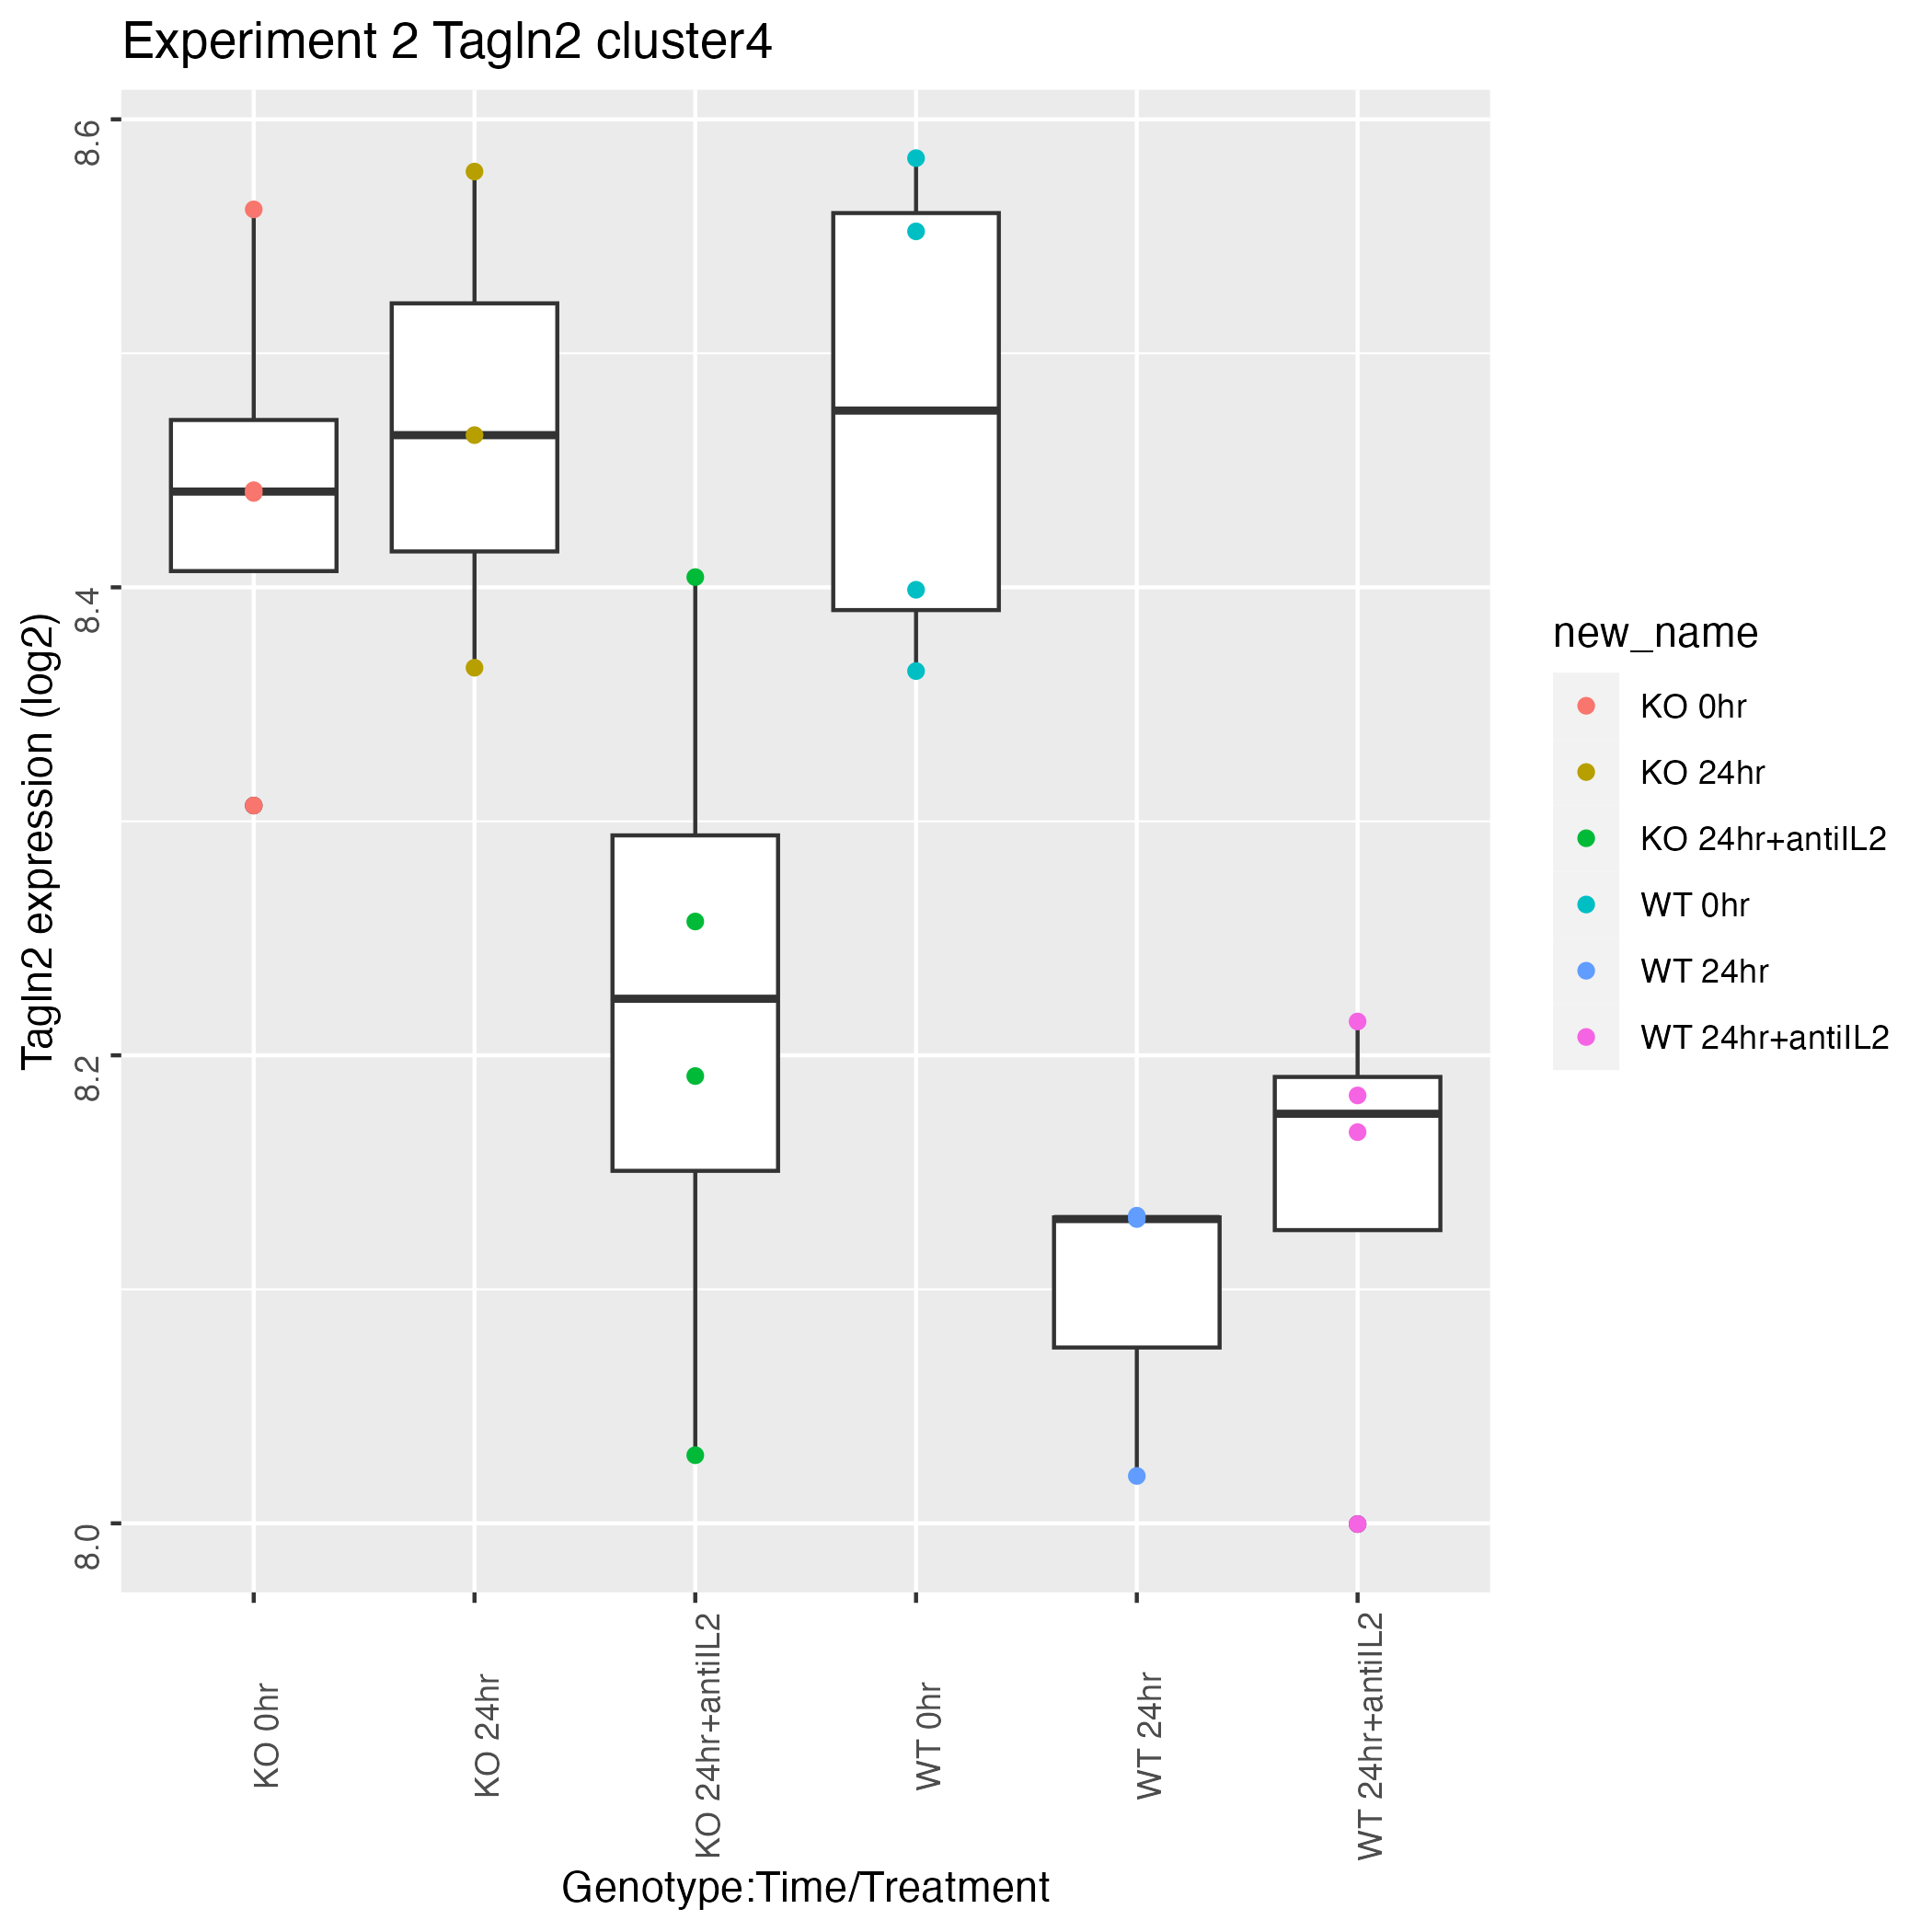 Experiment 2 Tagln2 cluster4
Tagln2 expression (log2)
8.6
8.4
8.2
8.0
KO 0hr
KO 24hr
KO 24hr+antiIL2
WT 0hr
WT 24hr
WT 24hr+antiIL2
Genotype:Time/Treatment
new_name
KO 0hr
KO 24hr
KO 24hr+antiIL2
WT 0hr
WT 24hr
WT 24hr+antiIL2